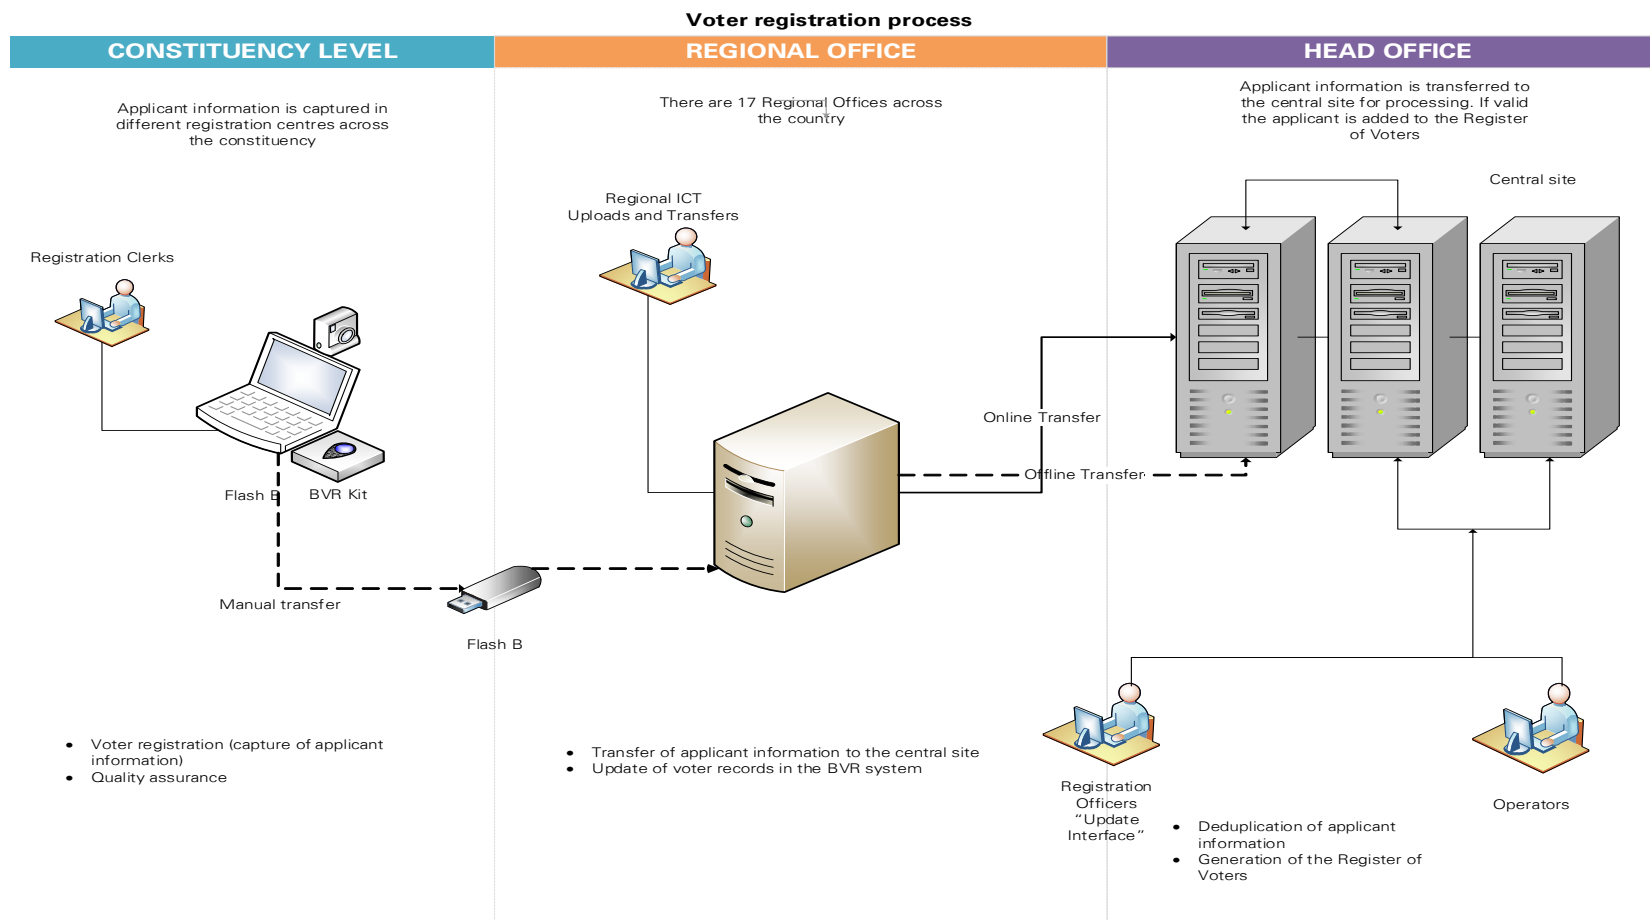 Voter registration process
CONSTITUENCY LEVEL
REGIONAL OFFICE
HEAD OFFICE
Applicant information is captured in
different registration centres across
the constituency
There are 17 Regional Offices across
the country
Applicant information is transferred to
the central site for processing. If valid
the applicant is added to the Register
of Voters
Central site
Regional ICT
Uploads and Transfers
Registration Clerks
Online Transfer
Offline Transfer
Flash B
BVR Kit
Manual transfer
Flash B
• Voter registration (capture of applicant
information)
• Quality assurance
• Transfer of applicant information to the central site
• Update of voter records in the BVR system
Registration
Officers
“Update
Interface”
Operators
• Deduplication of applicant
information
• Generation of the Register of
Voters